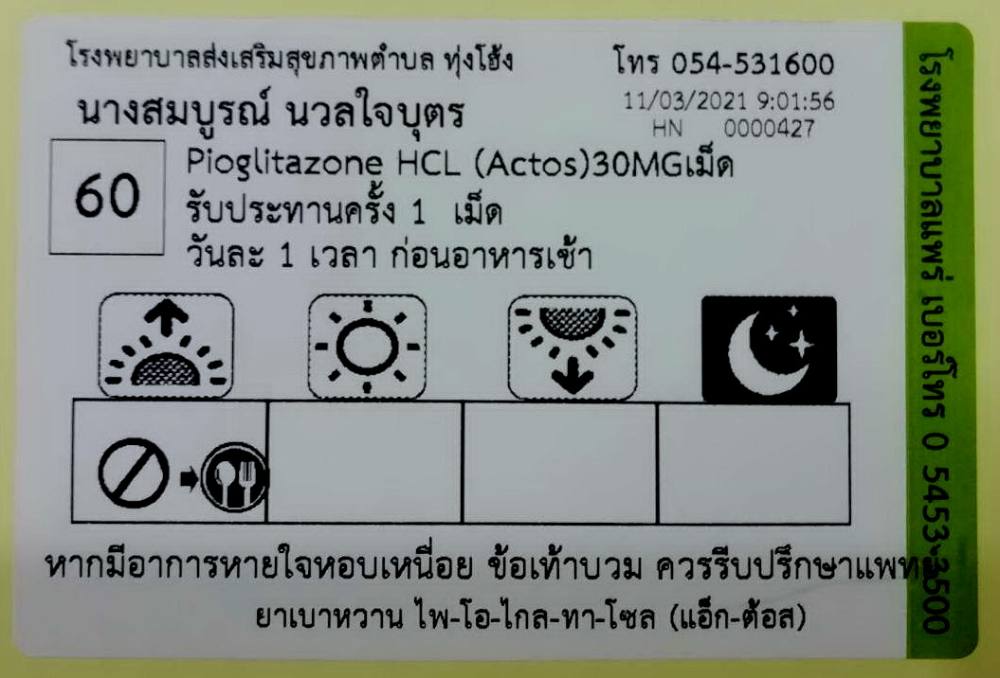 โรงพยาบาลส่งเสริมสุขภาพตำบล ทุ่งโฮ้ง โทร 054-531600
นางสมบูรณ์ นวลใจบุตร 11/03/2021 9:01:56
HN 0000427
60
Pioglitazone HCL (Actos)30MGเม็ด
รับประทานครั้ง 1 เม็ด
วันละ 1 เวลา ก่อนอาหารเช้า
หากมีอาการหายใจหอบเหนื่อย ข้อเท้าบวม ควรรีบปรึกษาแพทย์
ยาเบาหวาน ไพ-โอ-ไกล-ทา-โซล (แอ็ก-ต้อส)
โรงพยาบาลแพร่ เบอร์โทร 0 5453-3500